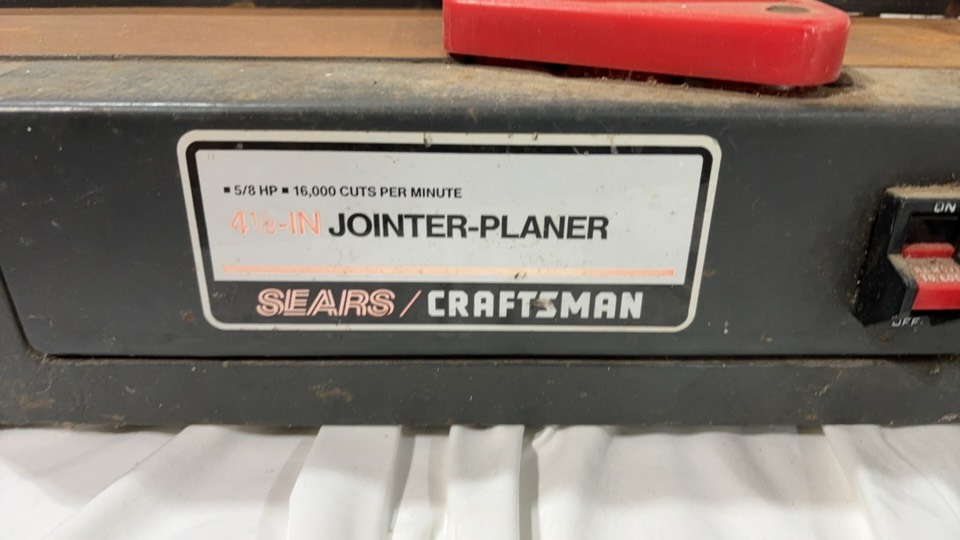 ▪ 5/8 HP ▪ 16,000 CUTS PER MINUTE
4⅛-IN JOINTER-PLANER
SEARS / CRAFTSMAN
ON
OFF